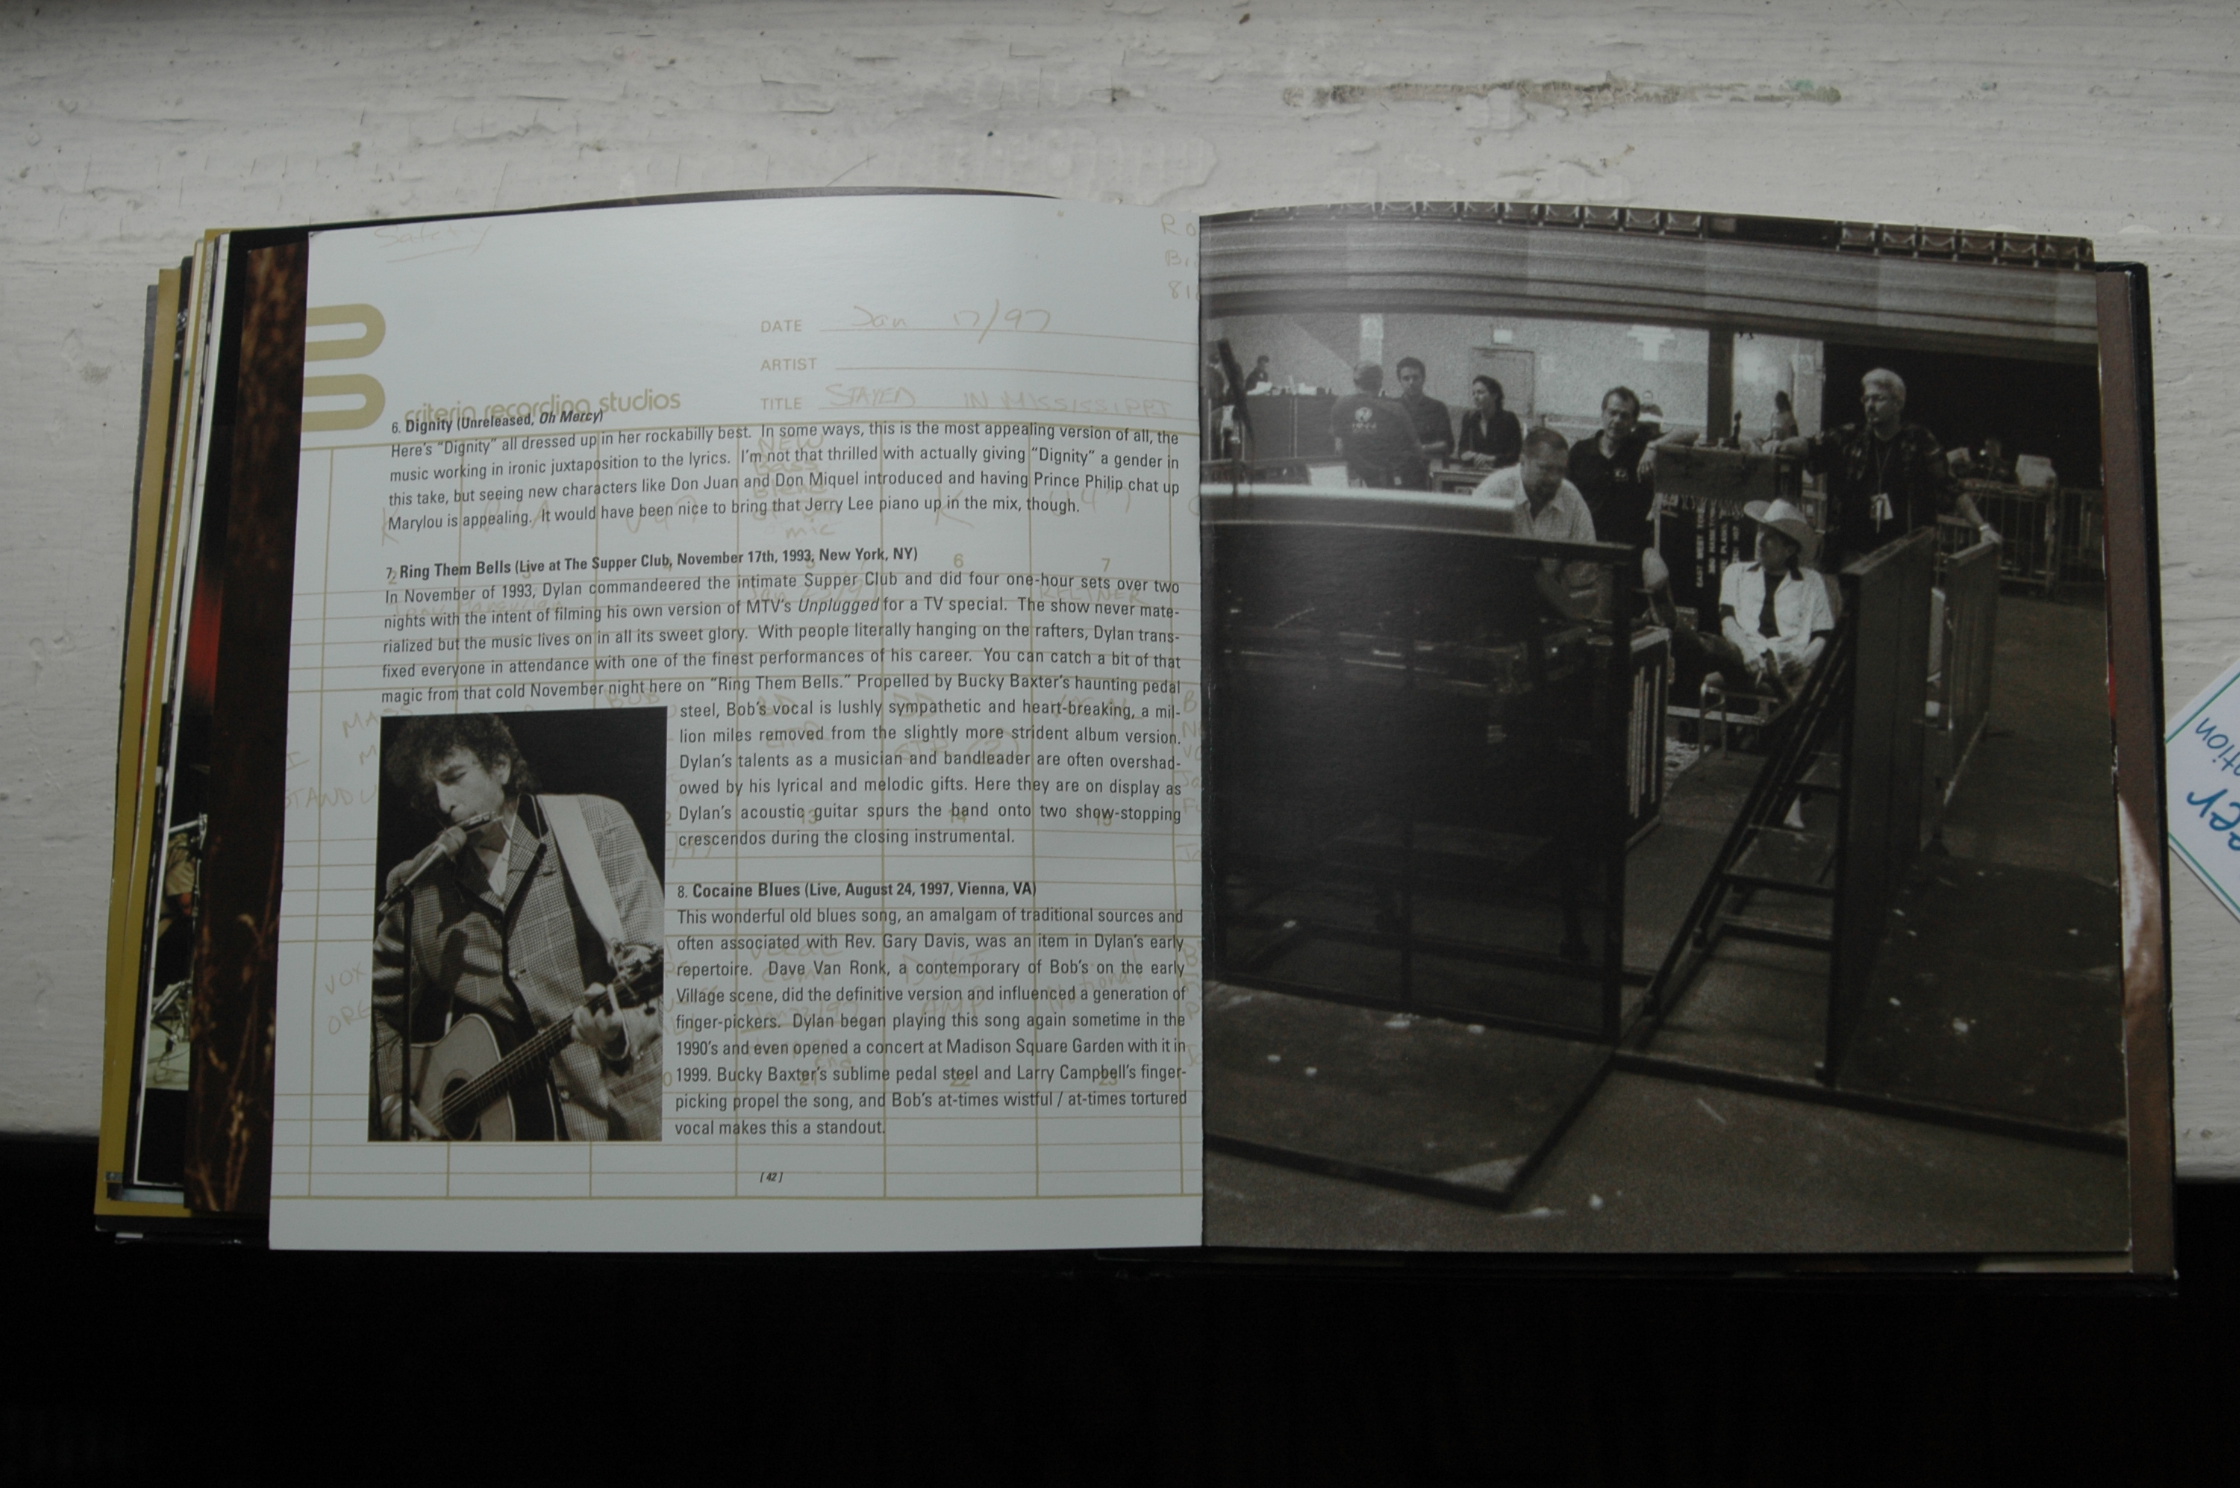 Safety
DATE Jan 17/97
ARTIST
TITLE STAYED IN MISSISSIPPI
criteria recording studios
6. Dignity (Unreleased, Oh Mercy)
Here's "Dignity" all dressed up in her rockabilly best. In some ways, this is the most appealing version of all, the
music working in ironic juxtaposition to the lyrics. I'm not that thrilled with actually giving "Dignity" a gender in
this take, but seeing new characters like Don Juan and Don Miquel introduced and having Prince Philip chat up
Marylou is appealing. It would have been nice to bring that Jerry Lee piano up in the mix, though.
7. Ring Them Bells (Live at The Supper Club, November 17th, 1993, New York, NY)
In November of 1993, Dylan commandeered the intimate Supper Club and did four one-hour sets over two
nights with the intent of filming his own version of MTV's Unplugged for a TV special. The show never mate-
rialized but the music lives on in all its sweet glory. With people literally hanging on the rafters, Dylan trans-
fixed everyone in attendance with one of the finest performances of his career. You can catch a bit of that
magic from that cold November night here on "Ring Them Bells." Propelled by Bucky Baxter's haunting pedal
steel, Bob's vocal is lushly sympathetic and heart-breaking, a mil-
lion miles removed from the slightly more strident album version.
Dylan's talents as a musician and bandleader are often overshad-
owed by his lyrical and melodic gifts. Here they are on display as
Dylan's acoustic guitar spurs the band onto two show-stopping
crescendos during the closing instrumental.
8. Cocaine Blues (Live, August 24, 1997, Vienna, VA)
This wonderful old blues song, an amalgam of traditional sources and
often associated with Rev. Gary Davis, was an item in Dylan's early
repertoire. Dave Van Ronk, a contemporary of Bob's on the early
Village scene, did the definitive version and influenced a generation of
finger-pickers. Dylan began playing this song again sometime in the
1990's and even opened a concert at Madison Square Garden with it in
1999. Bucky Baxter's sublime pedal steel and Larry Campbell's finger-
picking propel the song, and Bob's at-times wistful / at-times tortured
vocal makes this a standout.
[ 42 ]